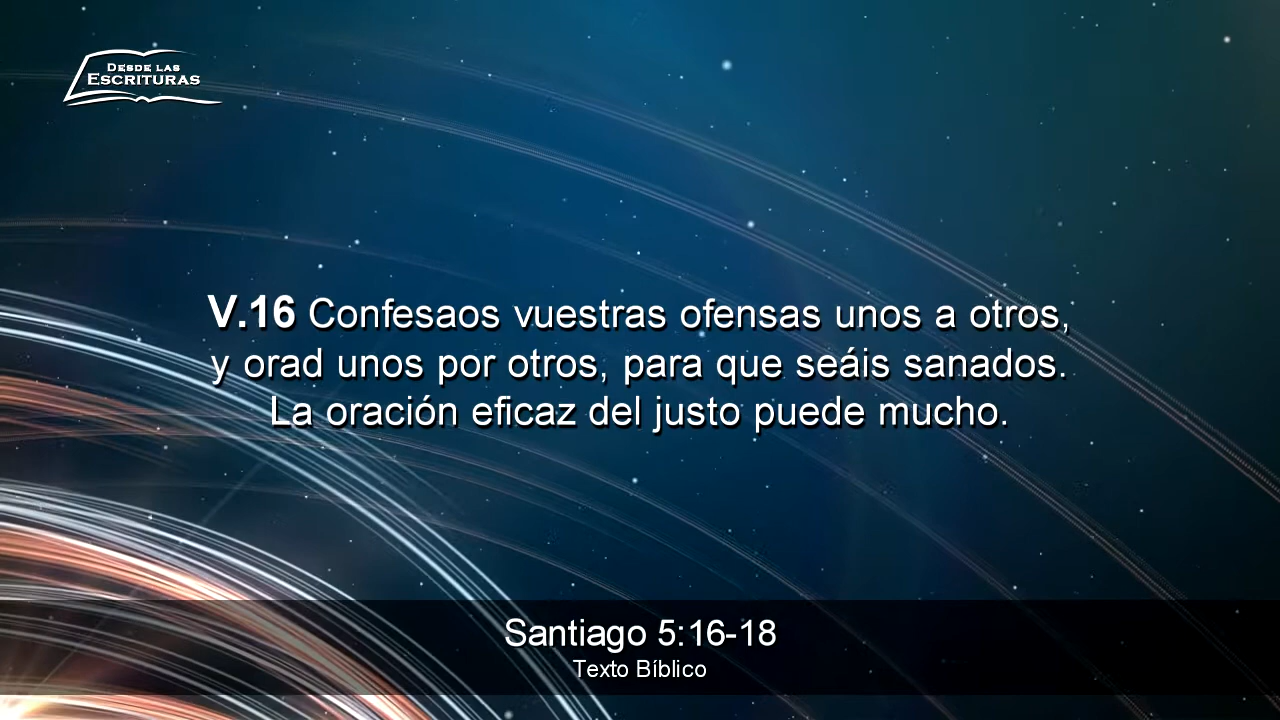 DESDE LAS
ESCRITURAS
V.16 Confesaos vuestras ofensas unos a otros,
y orad unos por otros, para que seáis sanados.
La oración eficaz del justo puede mucho.
Santiago 5:16-18
Texto Bíblico